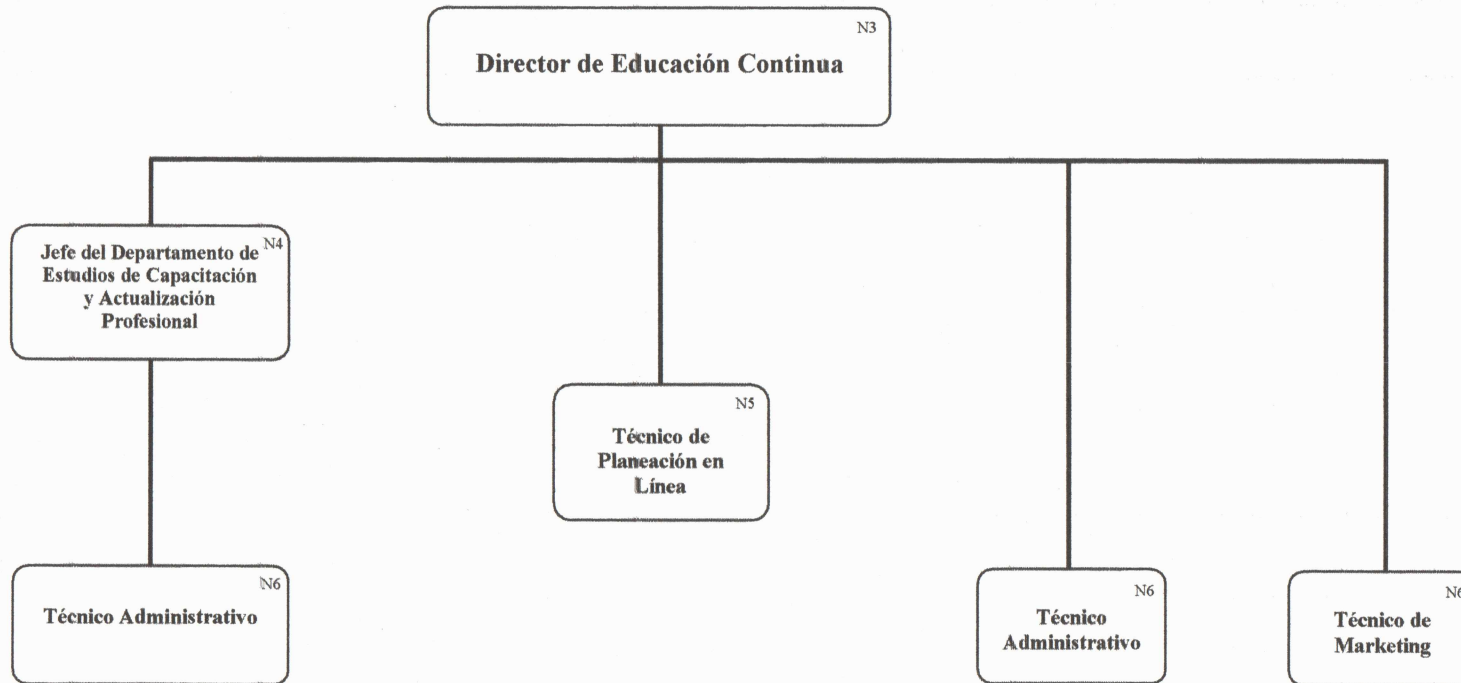 N3
Director de Educación Continua
N4
Jefe del Departamento de
Estudios de Capacitación
y Actualización
Profesional
N5
Técnico de
Planeación en
Línea
N6
Técnico Administrativo
N6
Técnico
Administrativo
N6
Técnico de
Marketing